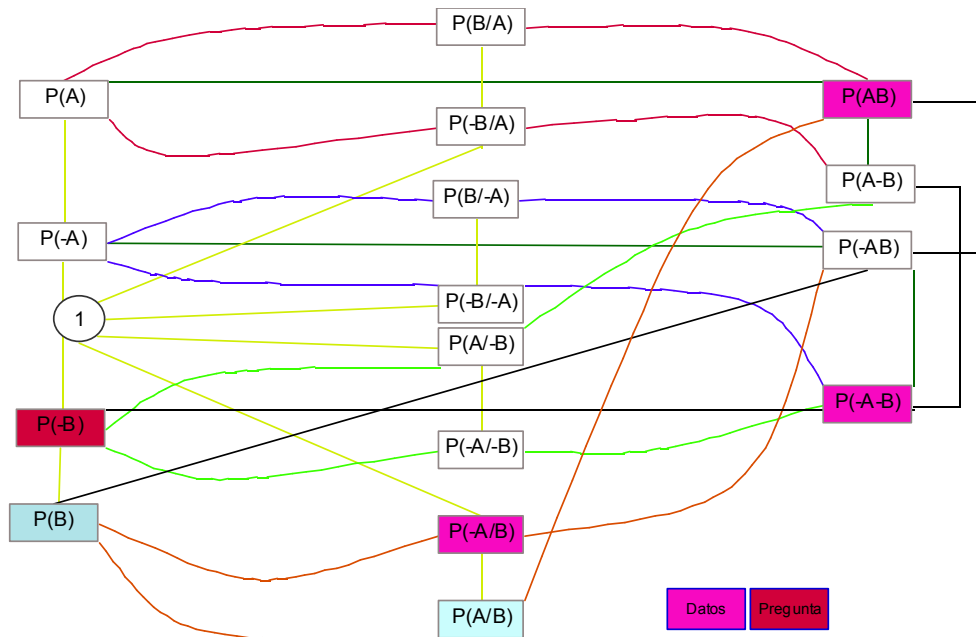 P(B/A)
P(A)
P(AB)
P(-B/A)
P(A-B)
P(B/-A)
P(-A)
P(-AB)
P(-B/-A)
1
P(A/-B)
P(-A-B)
P(-B)
P(-A/-B)
P(B)
P(-A/B)
P(A/B)
Datos
Pregunta